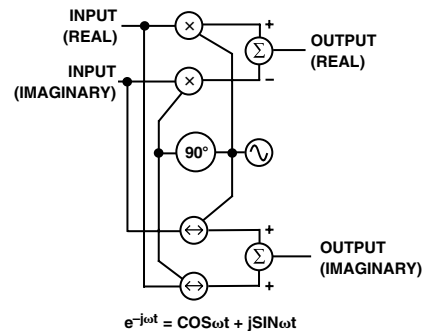 INPUT
(REAL)
×
+
Σ
OUTPUT
(REAL)
INPUT
(IMAGINARY)
×
−
90°
↔
+
Σ
OUTPUT
(IMAGINARY)
↔
+
e–jωt = COSωt + jSINωt